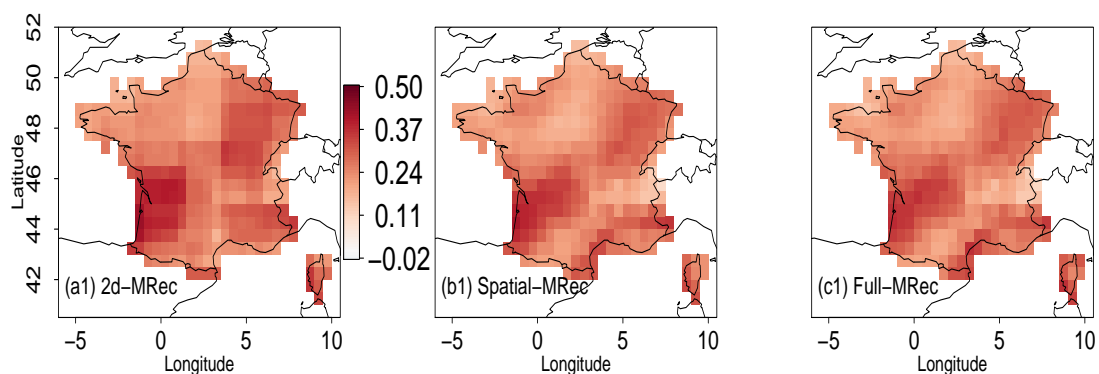 Latitude
52
50
48
46
44
42
(a1) 2d−MRec
−5 0 5 10
Longitude
0.50
0.37
0.24
0.11
−0.02
(b1) Spatial−MRec
−5 0 5 10
Longitude
(c1) Full−MRec
−5 0 5 10
Longitude